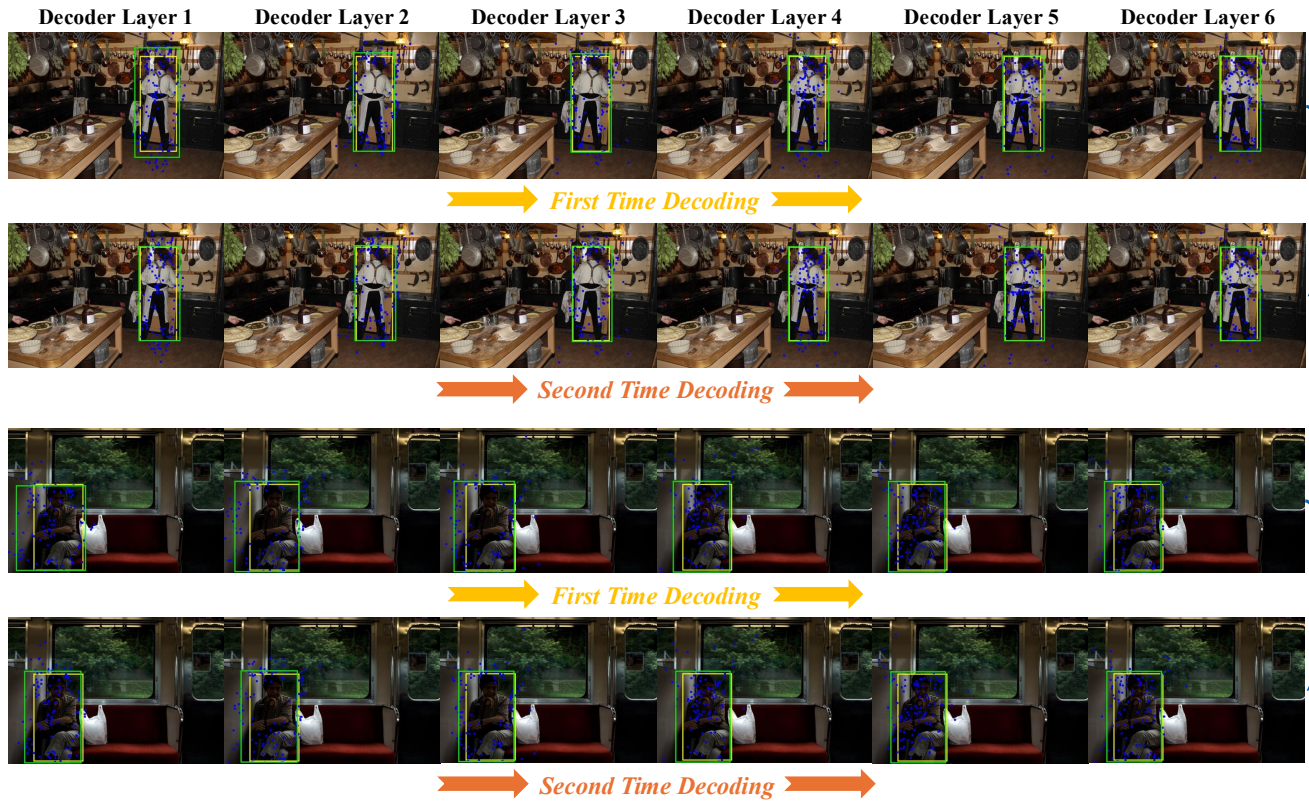 Decoder Layer 1 Decoder Layer 2 Decoder Layer 3 Decoder Layer 4 Decoder Layer 5 Decoder Layer 6
First Time Decoding
Second Time Decoding
First Time Decoding
Second Time Decoding